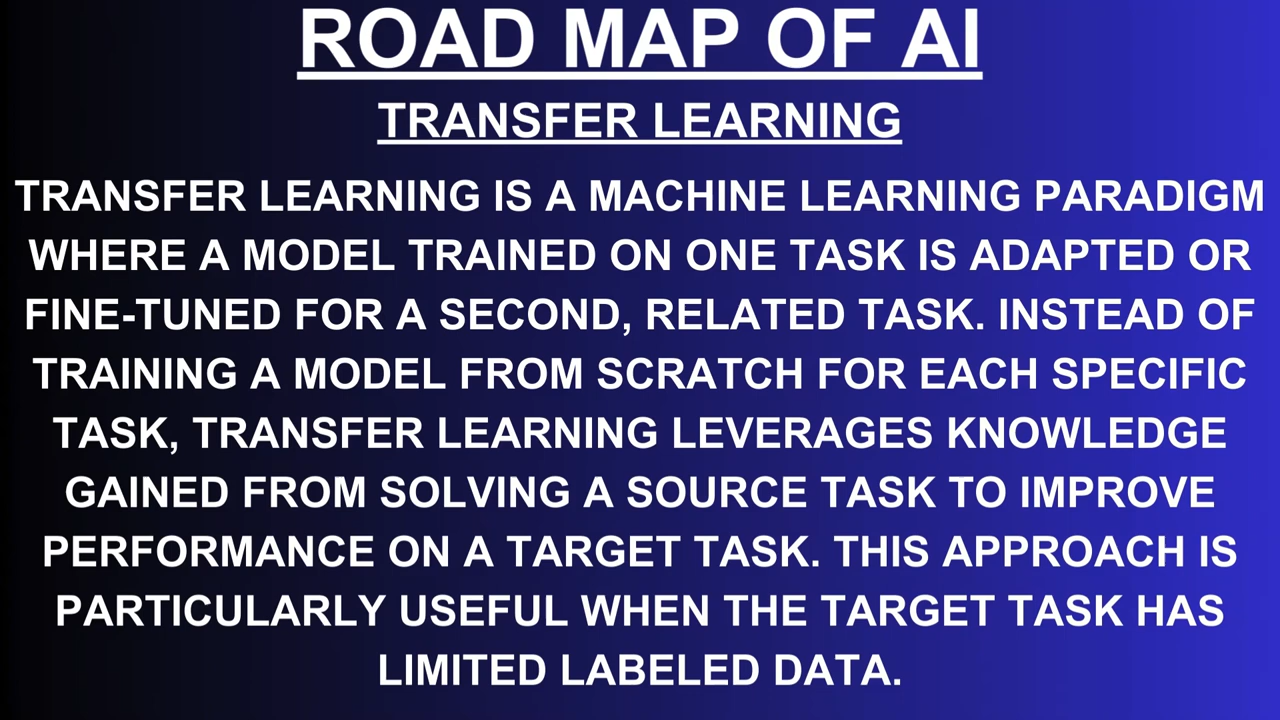 ROAD MAP OF AI
TRANSFER LEARNING
TRANSFER LEARNING IS A MACHINE LEARNING PARADIGM
WHERE A MODEL TRAINED ON ONE TASK IS ADAPTED OR
FINE-TUNED FOR A SECOND, RELATED TASK. INSTEAD OF
TRAINING A MODEL FROM SCRATCH FOR EACH SPECIFIC
TASK, TRANSFER LEARNING LEVERAGES KNOWLEDGE
GAINED FROM SOLVING A SOURCE TASK TO IMPROVE
PERFORMANCE ON A TARGET TASK. THIS APPROACH IS
PARTICULARLY USEFUL WHEN THE TARGET TASK HAS
LIMITED LABELED DATA.